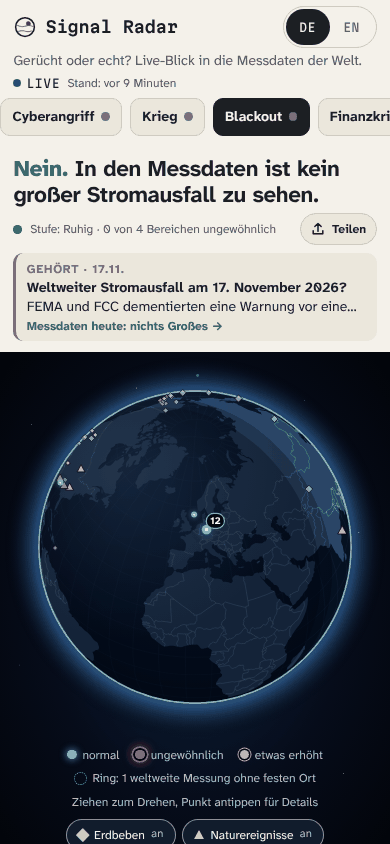 Signal Radar
DE EN
Gerücht oder echt? Live-Blick in die Messdaten der Welt.
LIVE Stand: vor 9 Minuten
Cyberangriff Krieg Blackout Finanzkri
Nein. In den Messdaten ist kein
großer Stromausfall zu sehen.
Stufe: Ruhig · 0 von 4 Bereichen ungewöhnlich
Teilen
GEHÖRT · 17.11.
Weltweiter Stromausfall am 17. November 2026?
FEMA und FCC dementierten eine Warnung vor eine…
Messdaten heute: nichts Großes →
12
normal ungewöhnlich etwas erhöht
Ring: 1 weltweite Messung ohne festen Ort
Ziehen zum Drehen, Punkt antippen für Details
Erdbeben an Naturereignisse an